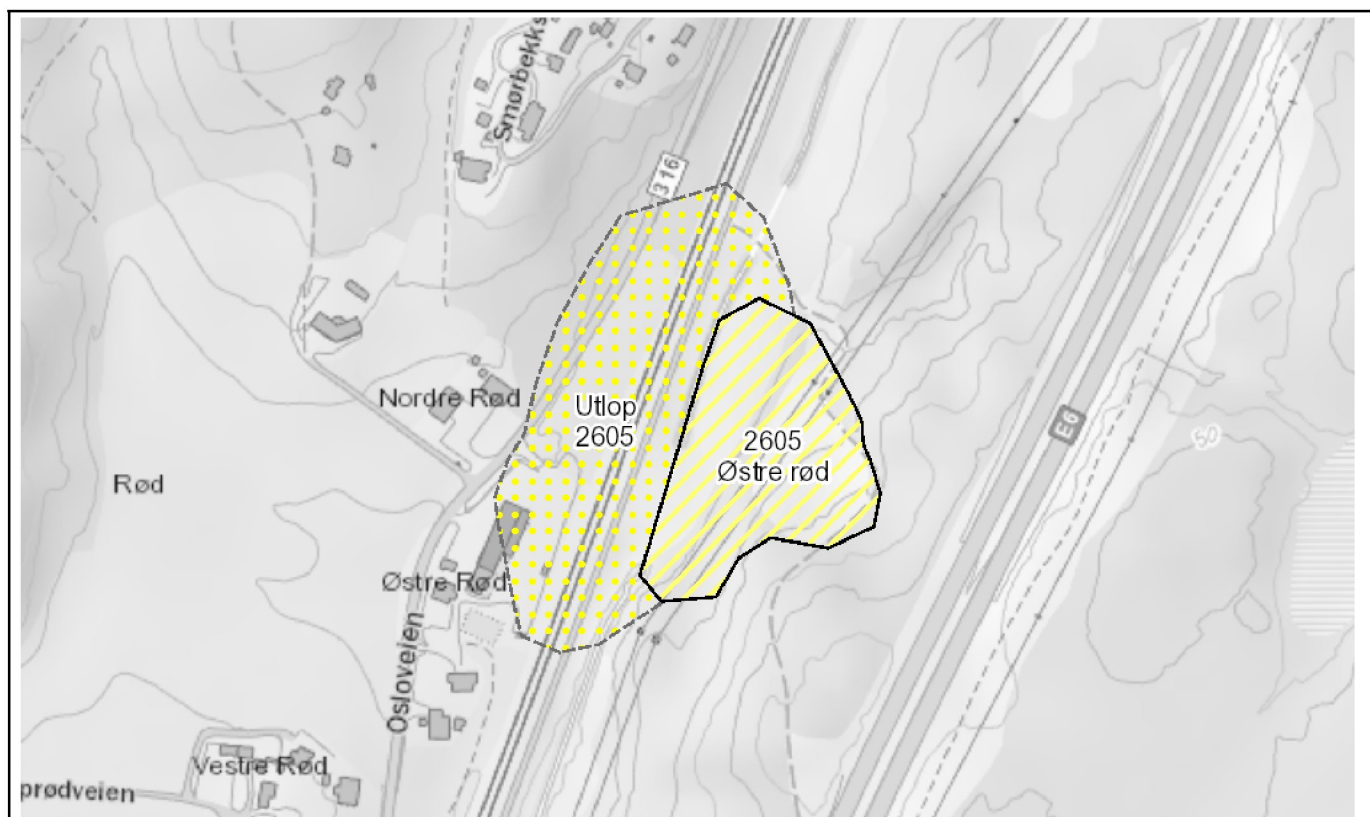 Smørbekks
316
Nordre Rød
Utlop
2605
2605
Østre rød
E6
50
Rød
Østre Rød
Osloveien
Vestre Rød
prødveien